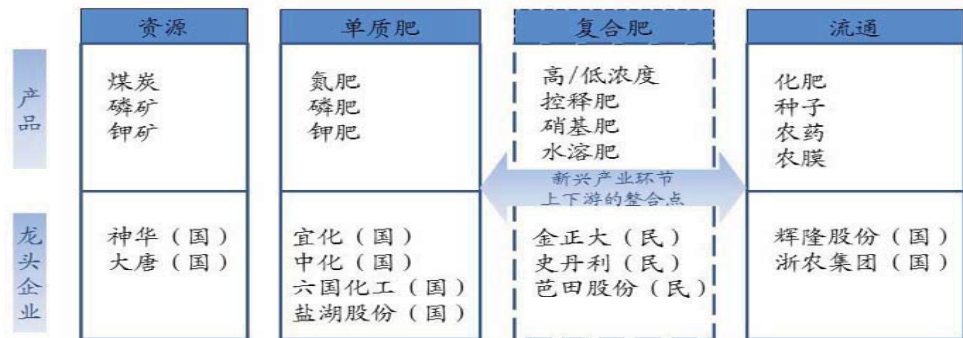 资源
单质肥
复合肥
流通
产品
煤炭
磷矿
钾矿
氮肥
磷肥
钾肥
高/低浓度
控释肥
硝基肥
水溶肥
化肥
种子
农药
农膜
新兴产业环节
上下游的整合点
龙头企业
神华（国）
大唐（国）
宜化（国）
中化（国）
六国化工（国）
盐湖股份（国）
金正大（民）
史丹利（民）
芭田股份（民）
辉隆股份（国）
浙农集团（国）